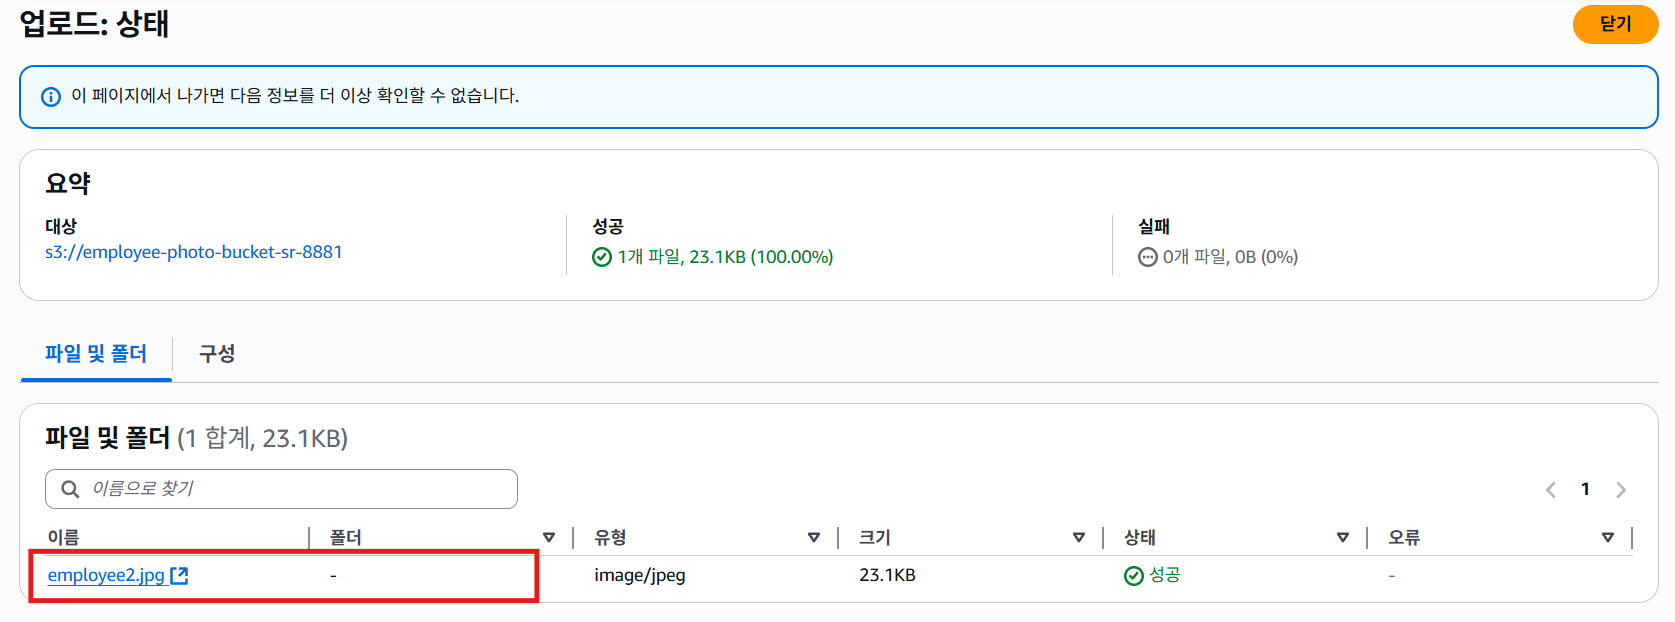 업로드: 상태
닫기
이 페이지에서 나가면 다음 정보를 더 이상 확인할 수 없습니다.
요약
대상
s3://employee-photo-bucket-sr-8881
성공
1개 파일, 23.1KB (100.00%)
실패
0개 파일, 0B (0%)
파일 및 폴더
구성
파일 및 폴더 (1 합계, 23.1KB)
이름으로 찾기
1
이름 폴더 유형 크기 상태 오류
employee2.jpg - image/jpeg 23.1KB 성공 -